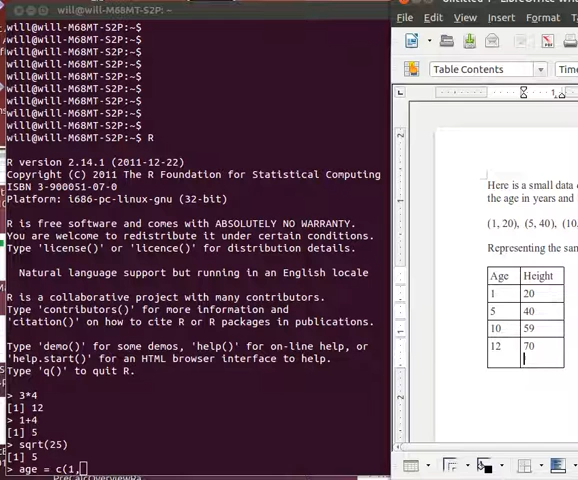 will@will-M68MT-S2P: ~
will@will-M68MT-S2P:~$
will@will-M68MT-S2P:~$
will@will-M68MT-S2P:~$
will@will-M68MT-S2P:~$
will@will-M68MT-S2P:~$
will@will-M68MT-S2P:~$
will@will-M68MT-S2P:~$
will@will-M68MT-S2P:~$
will@will-M68MT-S2P:~$
will@will-M68MT-S2P:~$ R
R version 2.14.1 (2011-12-22)
Copyright (C) 2011 The R Foundation for Statistical Computing
ISBN 3-900051-07-0
Platform: i686-pc-linux-gnu (32-bit)
R is free software and comes with ABSOLUTELY NO WARRANTY.
You are welcome to redistribute it under certain conditions.
Type 'license()' or 'licence()' for distribution details.
Natural language support but running in an English locale
R is a collaborative project with many contributors.
Type 'contributors()' for more information and
'citation()' on how to cite R or R packages in publications.
Type 'demo()' for some demos, 'help()' for on-line help, or
'help.start()' for an HTML browser interface to help.
Type 'q()' to quit R.
> 3*4
[1] 12
> 1+4
[1] 5
> sqrt(25)
[1] 5
> age = c(1,
File Edit View Insert Format
Table Contents
Here is a small data
the age in years and
(1, 20), (5, 40), (10,
Representing the sam
Age Height
1 20
5 40
10 59
12 70